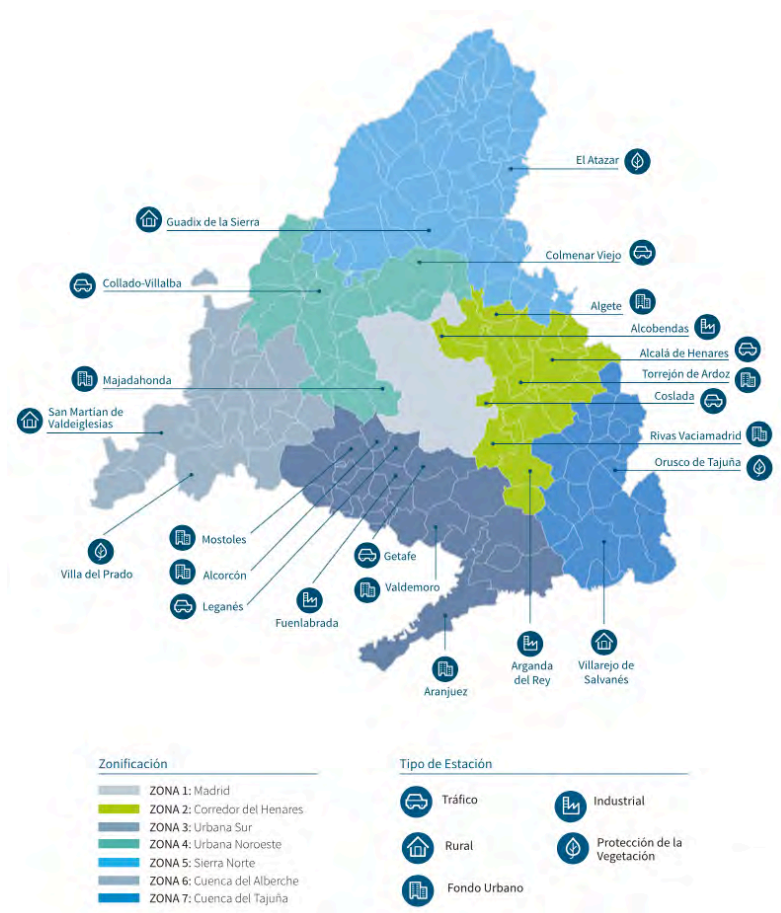 El Atazar
Guadix de la Sierra
Colmenar Viejo
Collado-Villalba
Algete
Alcobendas
Alcalá de Henares
Majadahonda
Torrejón de Ardoz
Coslada
San Martían de
Valdeiglesias
Rivas Vaciamadrid
Orusco de Tajuña
Mostoles
Getafe
Villa del Prado
Alcorcón
Valdemoro
Leganés
Fuenlabrada
Aranjuez
Arganda
del Rey
Villarejo de
Salvanés
Zonificación
ZONA 1: Madrid
ZONA 2: Corredor del Henares
ZONA 3: Urbana Sur
ZONA 4: Urbana Noroeste
ZONA 5: Sierra Norte
ZONA 6: Cuenca del Alberche
ZONA 7: Cuenca del Tajuña
Tipo de Estación
Tráfico
Industrial
Rural
Protección de la
Vegetación
Fondo Urbano